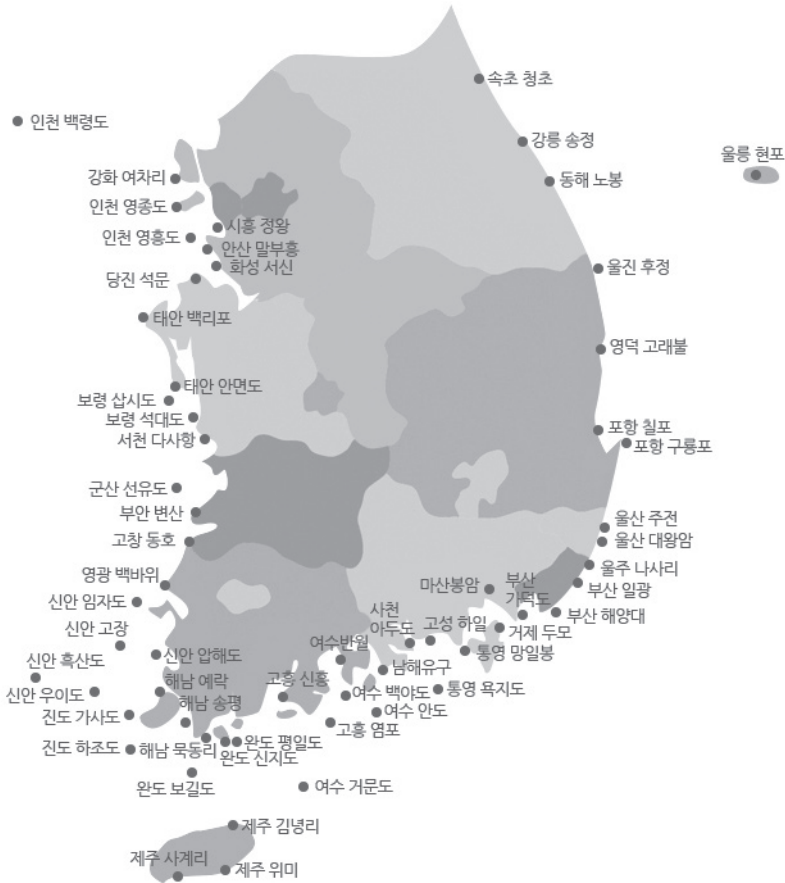 속초 청초
인천 백령도
강릉 송정
울릉 현포
강화 여차리
동해 노봉
인천 영종도
시흥 정왕
인천 영흥도
안산 말부흥
화성 서신
울진 후정
당진 석문
태안 백리포
영덕 고래불
태안 안면도
보령 삽시도
보령 석대도
포항 칠포
서천 다사항
포항 구룡포
군산 선유도
부안 변산
울산 주전
고창 동호
울산 대왕암
울주 나사리
영광 백바위
마산봉암
부산
가덕도
부산 일광
신안 임자도
사천
아두도
고성 하일
부산 해양대
신안 고장
거제 두모
여수반월
통영 망일봉
신안 압해도
신안 흑산도
남해유구
해남 예락
고흥 신흥
여수 백야도
통영 욕지도
신안 우이도
해남 송평
여수 안도
진도 가사도
고흥 염포
진도 하조도
해남 묵동리
완도 평일도
완도 신지도
완도 보길도
여수 거문도
제주 김녕리
제주 사계리
제주 위미